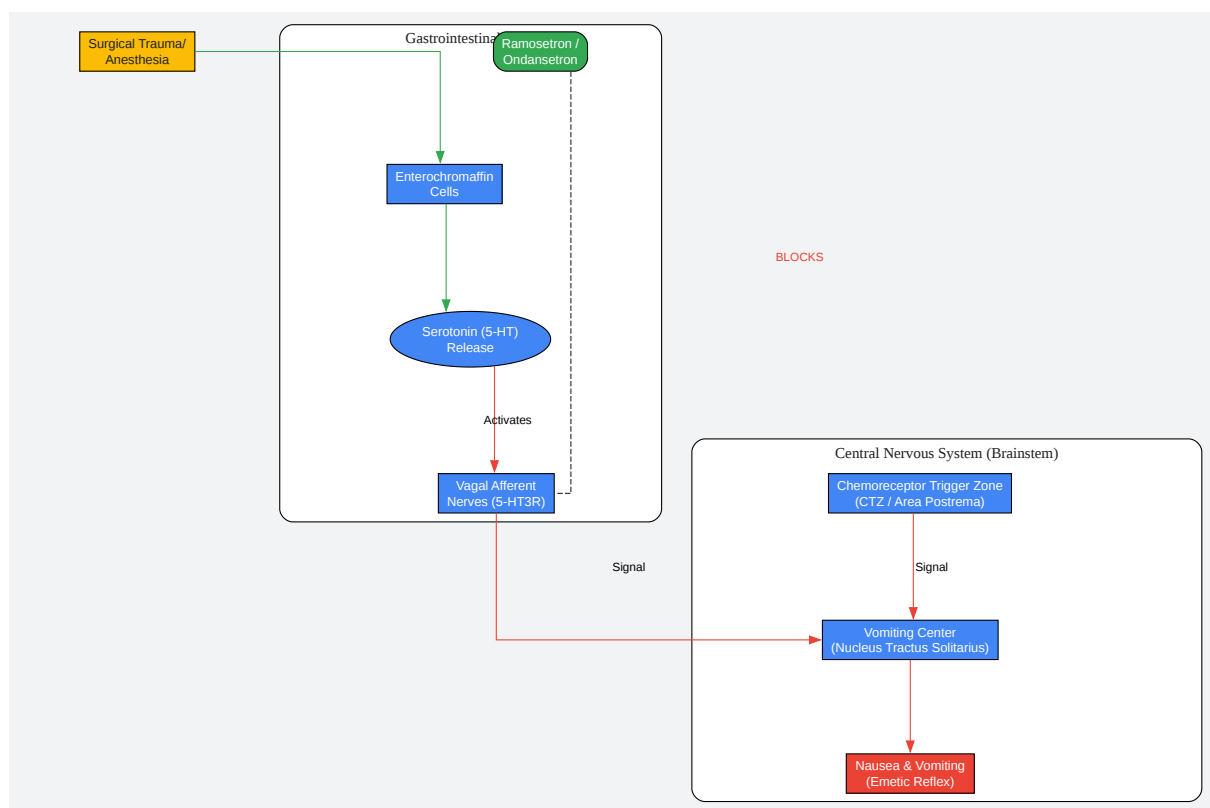 Surgical Trauma/
Anesthesia
Gastrointestinal
Ramosetron /
Ondansetron
Enterochromaffin
Cells
BLOCKS
Serotonin (5-HT)
Release
Activates
Central Nervous System (Brainstem)
Vagal Afferent
Nerves (5-HT3R)
Chemoreceptor Trigger Zone
(CTZ / Area Postrema)
Signal
Signal
Vomiting Center
(Nucleus Tractus Solitarius)
Nausea & Vomiting
(Emetic Reflex)